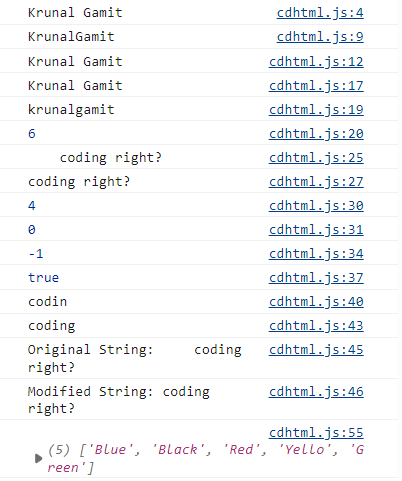 Krunal Gamit cdhtml.js:4
KrunalGamit cdhtml.js:9
Krunal Gamit cdhtml.js:12
Krunal Gamit cdhtml.js:17
krunalgamit cdhtml.js:19
6 cdhtml.js:20
    coding right? cdhtml.js:25
coding right? cdhtml.js:27
4 cdhtml.js:30
0 cdhtml.js:31
-1 cdhtml.js:34
true cdhtml.js:37
codin cdhtml.js:40
coding cdhtml.js:43
Original String:     coding cdhtml.js:45
right?
Modified String: coding cdhtml.js:46
right?
cdhtml.js:55
(5) ['Blue', 'Black', 'Red', 'Yello', 'G
reen']